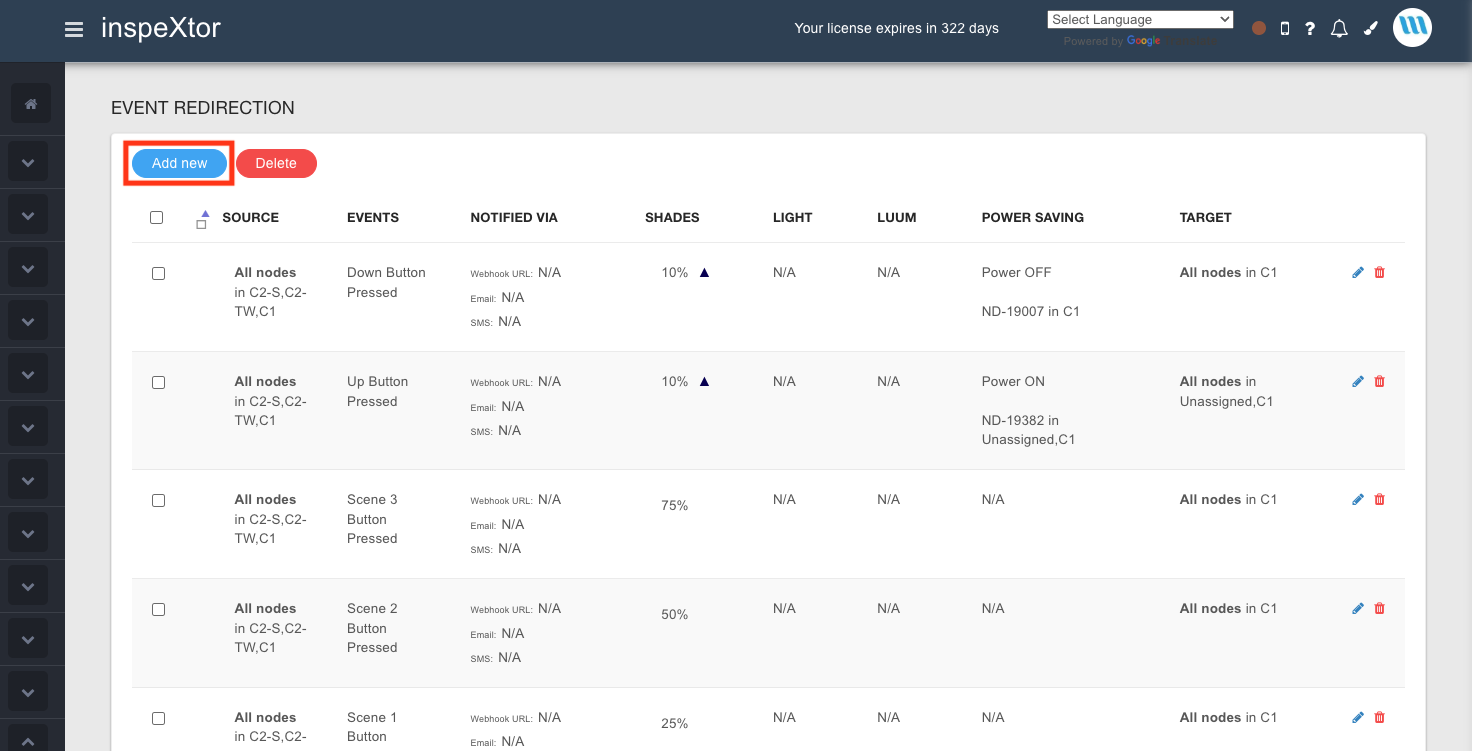 inspeXtor
Your license expires in 322 days
Select Language
Powered by Google
?
EVENT REDIRECTION
Add new
Delete
SOURCE EVENTS NOTIFIED VIA SHADES LIGHT LUUM POWER SAVING TARGET
All nodes Down Button Webhook URL: N/A 10% ▲ N/A N/A Power OFF All nodes in C1
in C2-S,C2- Pressed Email: N/A
TW,C1 SMS: N/A ND-19007 in C1
All nodes Up Button Webhook URL: N/A 10% ▲ N/A N/A Power ON All nodes in
in C2-S,C2- Pressed Email: N/A Unassigned,C1
TW,C1 SMS: N/A ND-19382 in
Unassigned,C1
All nodes Scene 3 Webhook URL: N/A 75% N/A N/A N/A All nodes in C1
in C2-S,C2- Button Email: N/A
TW,C1 Pressed SMS: N/A
All nodes Scene 2 Webhook URL: N/A 50% N/A N/A N/A All nodes in C1
in C2-S,C2- Button Email: N/A
TW,C1 Pressed SMS: N/A
All nodes Scene 1 Webhook URL: N/A 25% N/A N/A N/A All nodes in C1
in C2-S,C2- Button Email: N/A